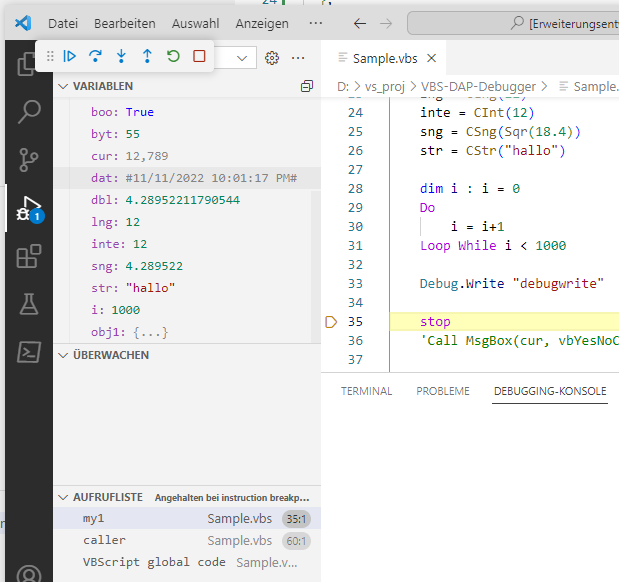 24
Datei Bearbeiten Auswahl Anzeigen ··· [Erweiterungsent
Sample.vbs
VARIABLEN
D: > vs_proj > VBS-DAP-Debugger > Sample.
boo: True
byt: 55
cur: 12,789
dat: #11/11/2022 10:01:17 PM#
dbl: 4.28952211790544
lng: 12
inte: 12
sng: 4.289522
str: "hallo"
i: 1000
obj1: {...}
24 inte = CInt(12)
25 sng = CSng(Sqr(18.4))
26 str = CStr("hallo")
27
28 dim i : i = 0
29 Do
30 i = i+1
31 Loop While i < 1000
32
33 Debug.Write "debugwrite"
34
35 stop
36 'Call MsgBox(cur, vbYesNoC
37
1
ÜBERWACHEN
TERMINAL PROBLEME DEBUGGING-KONSOLE
AUFRUFLISTE Angehalten bei instruction breakp...
my1 Sample.vbs 35:1
caller Sample.vbs 60:1
VBScript global code Sample.v...